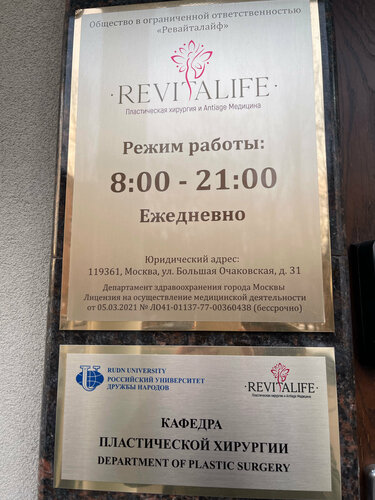 Общество в ограниченной ответственностью
«Ревайталайф»
REVITALIFE
Пластическая хирургия и Antiage Медицина
Режим работы:
8:00 - 21:00
Ежедневно
Юридический адрес:
119361, Москва, ул. Большая Очаковская, д. 31
Департамент здравоохранения города Москвы
Лицензия на осуществление медицинской деятельности
от 05.03.2021 № ЛО41-01137-77-00360438 (бессрочно)
RUDN UNIVERSITY
РОССИЙСКИЙ УНИВЕРСИТЕТ
ДРУЖБЫ НАРОДОВ
REVITALIFE
Пластическая хирургия и Antiage Медицина
КАФЕДРА
ПЛАСТИЧЕСКОЙ ХИРУРГИИ
DEPARTMENT OF PLASTIC SURGERY